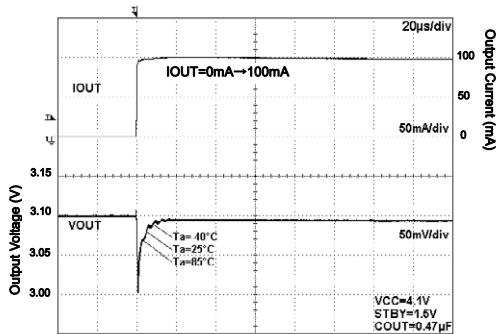 20µs/div
IOUT=0mA→100mA
IOUT
50mA/div
100
50
0
Output Current (mA)
3.15
3.10
3.05
3.00
Output Voltage (V)
VOUT
50mV/div
Ta=-40°C
Ta=25°C
Ta=85°C
VCC=4.1V
STBY=1.5V
COUT=0.47µF